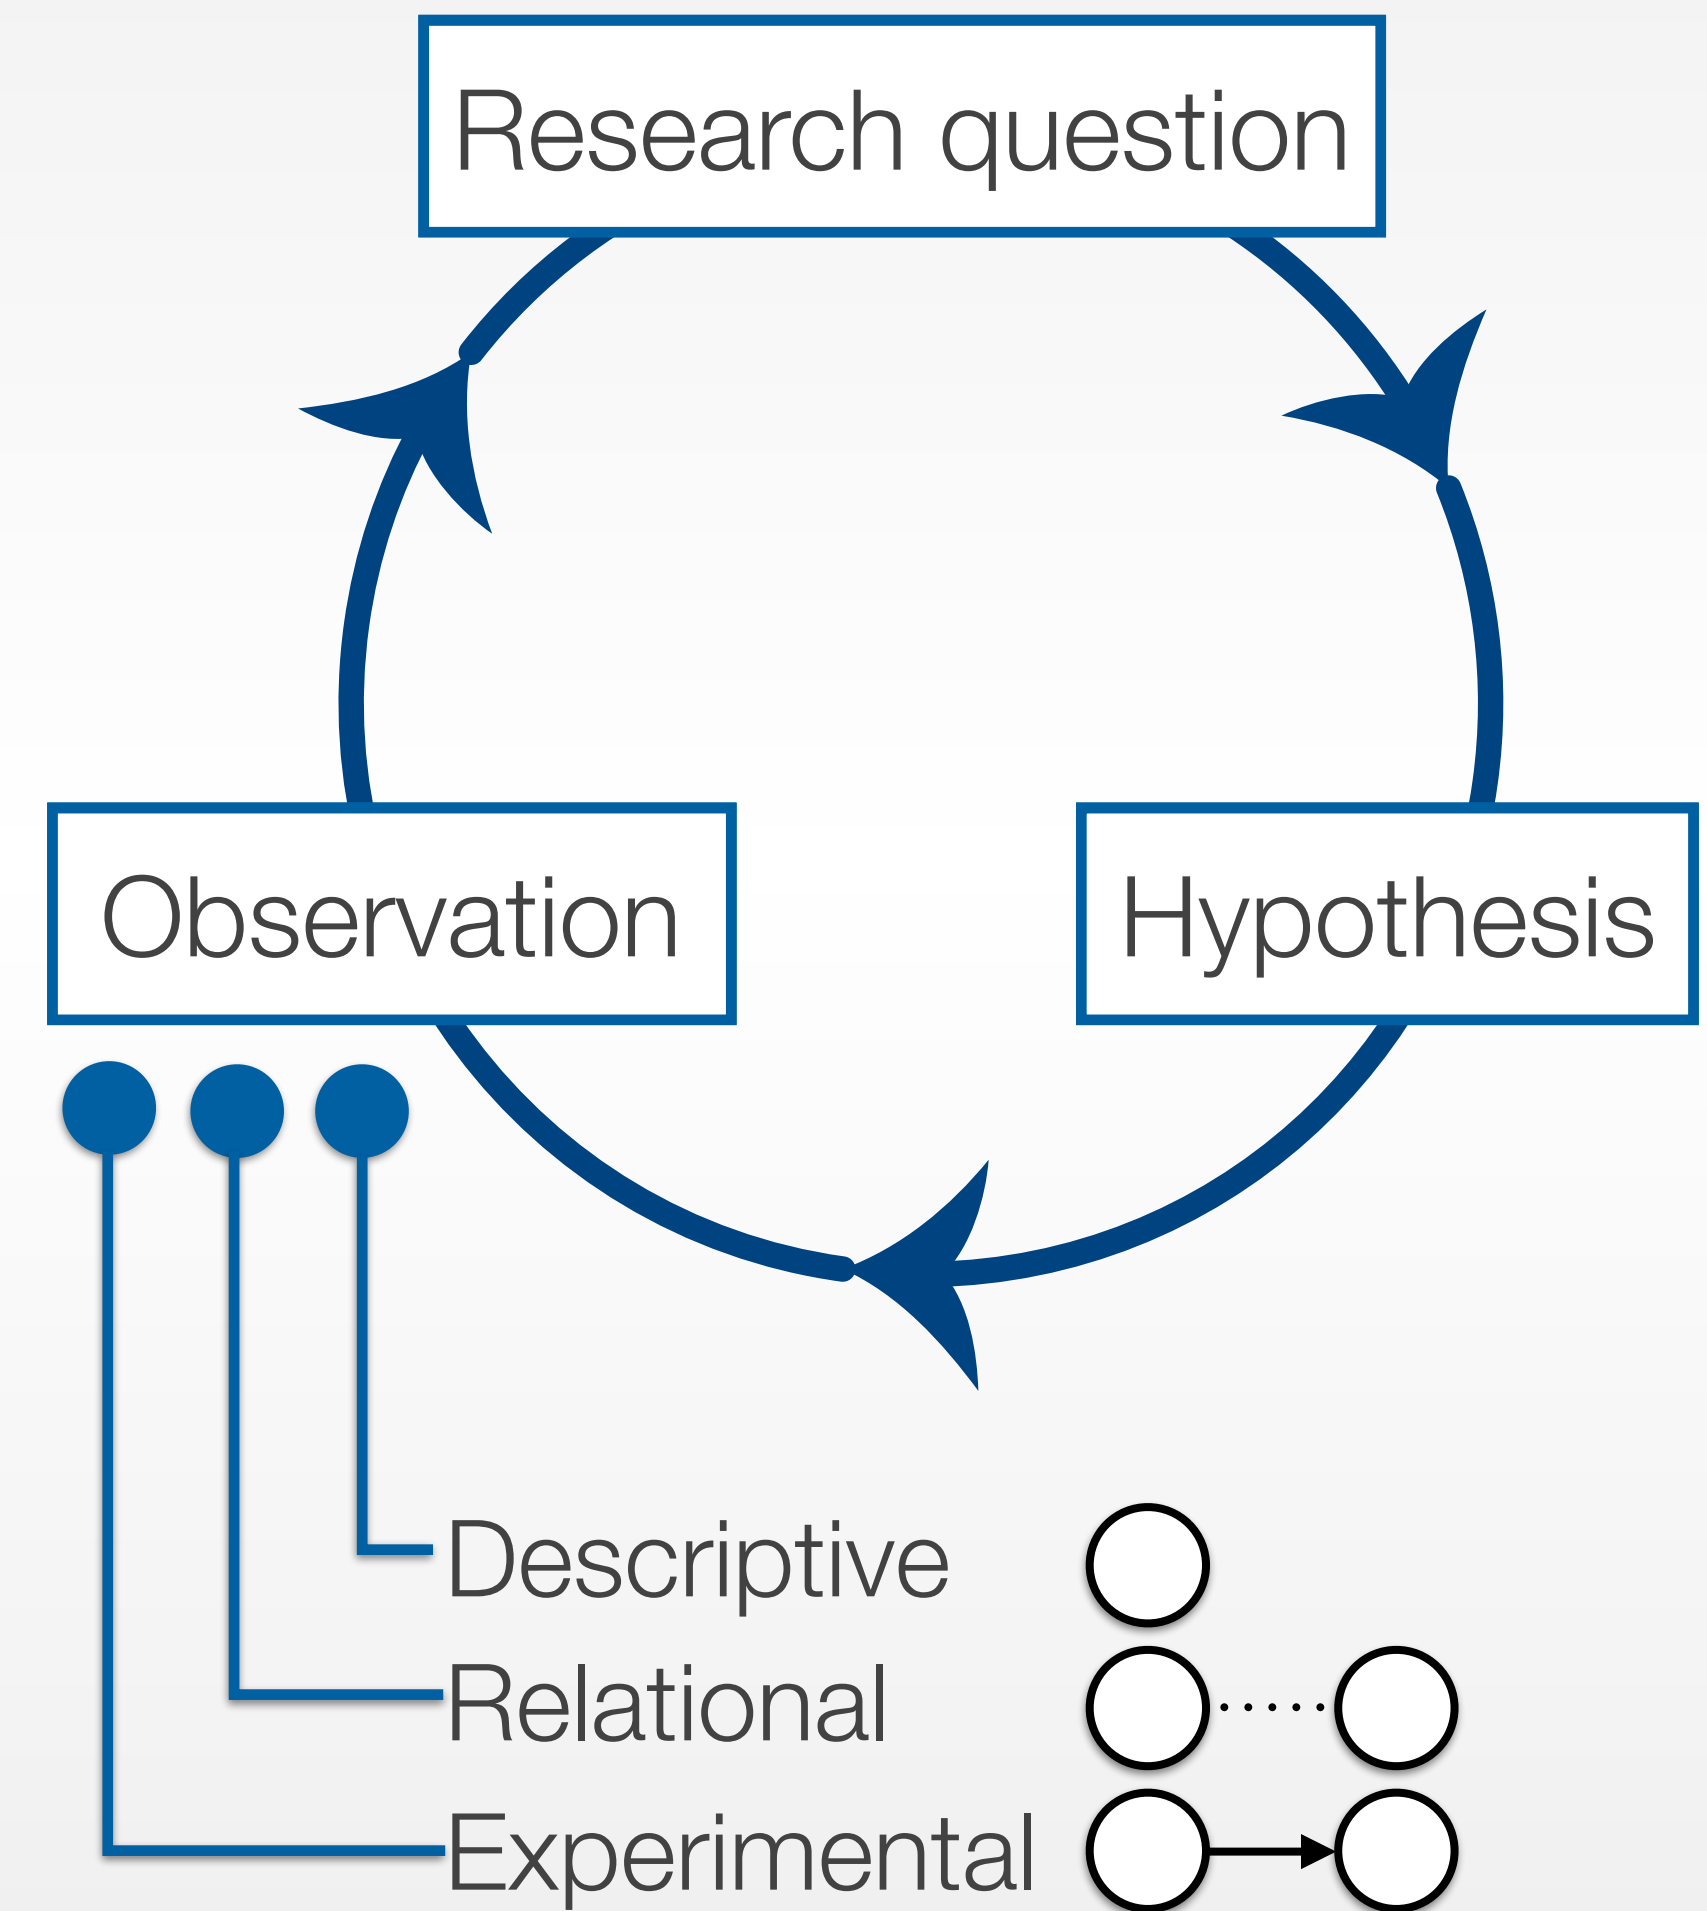 Research question
Observation
Hypothesis
Descriptive
Relational
Experimental